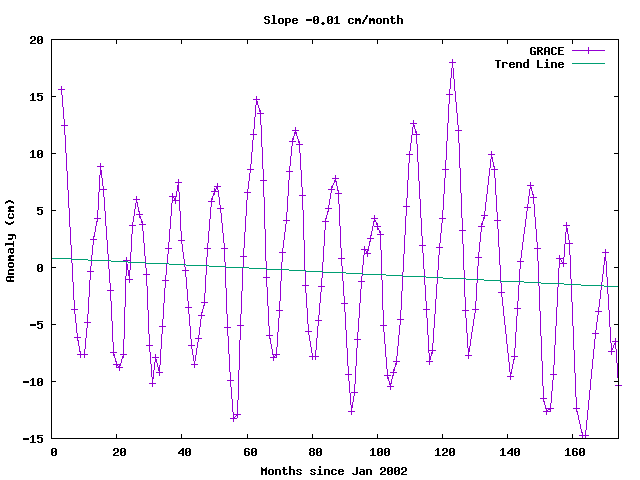 Slope -0.01 cm/month
GRACE
Trend Line
20
15
10
5
0
-5
-10
-15
Anomaly (cm)
0 20 40 60 80 100 120 140 160
Months since Jan 2002